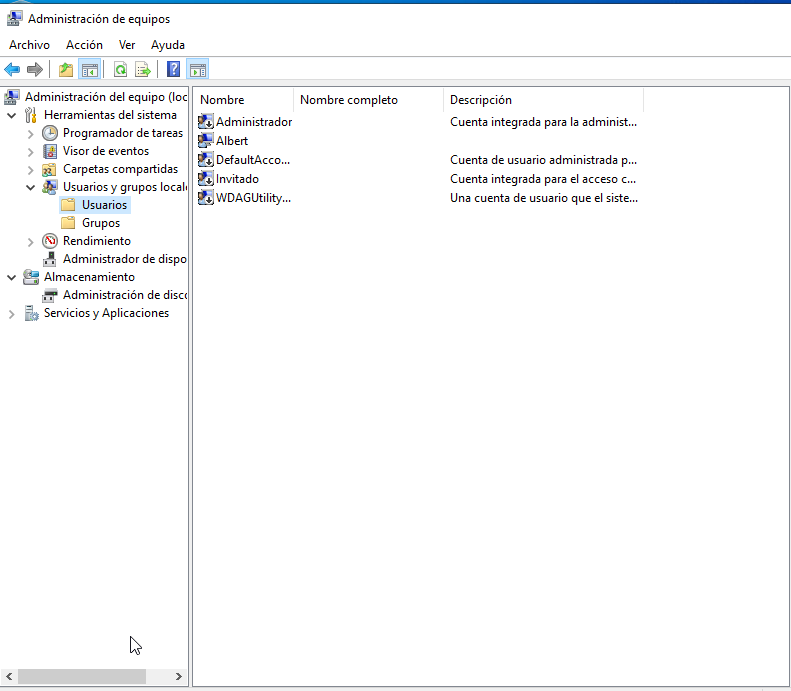 Administración de equipos
Archivo Acción Ver Ayuda
Administración del equipo (loc
Herramientas del sistema
Programador de tareas
Visor de eventos
Carpetas compartidas
Usuarios y grupos locale
Usuarios
Grupos
Rendimiento
Administrador de dispo
Almacenamiento
Administración de disco
Servicios y Aplicaciones
Nombre Nombre completo Descripción
Administrador Cuenta integrada para la administ...
Albert
DefaultAcco... Cuenta de usuario administrada p...
Invitado Cuenta integrada para el acceso c...
WDAGUtility... Una cuenta de usuario que el siste...